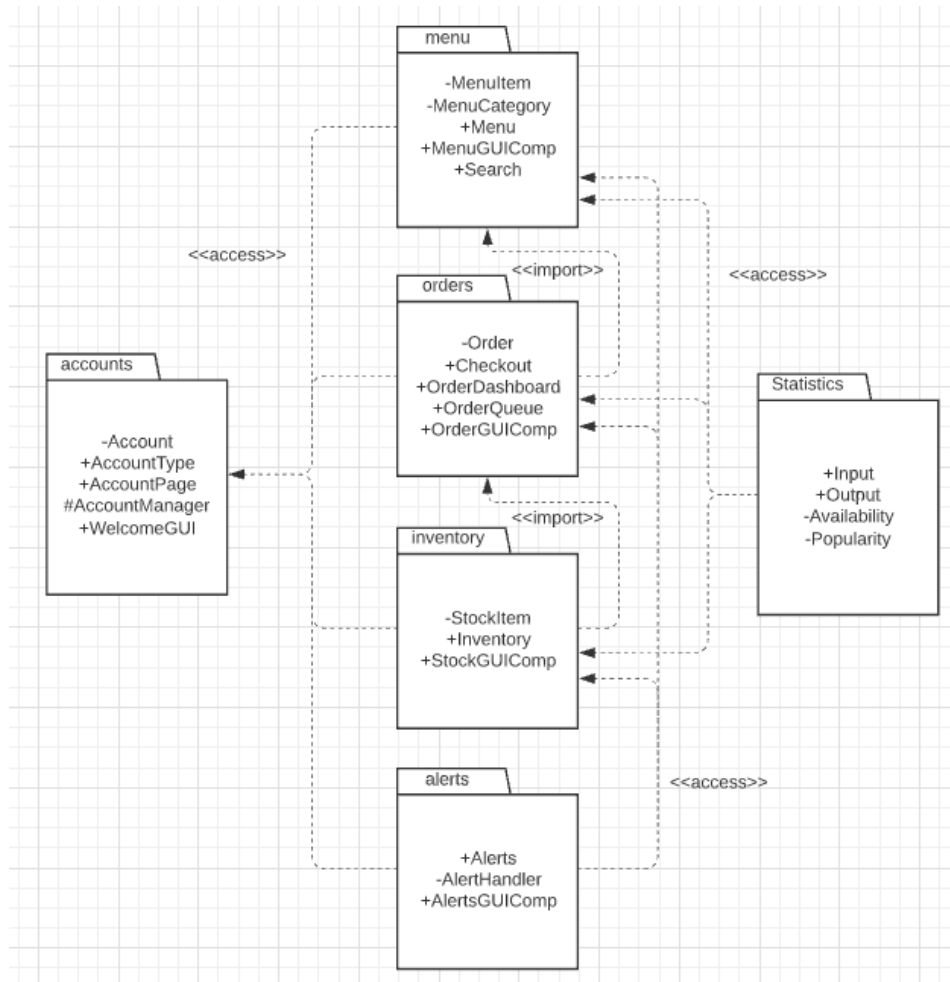 menu
-MenuItem
-MenuCategory
+Menu
+MenuGUIComp
+Search
<<access>>
<<import>>
<<access>>
orders
-Order
+Checkout
+OrderDashboard
+OrderQueue
+OrderGUIComp
accounts
-Account
+AccountType
+AccountPage
#AccountManager
+WelcomeGUI
Statistics
+Input
+Output
-Availability
-Popularity
<<import>>
inventory
-StockItem
+Inventory
+StockGUIComp
alerts
<<access>>
+Alerts
-AlertHandler
+AlertsGUIComp